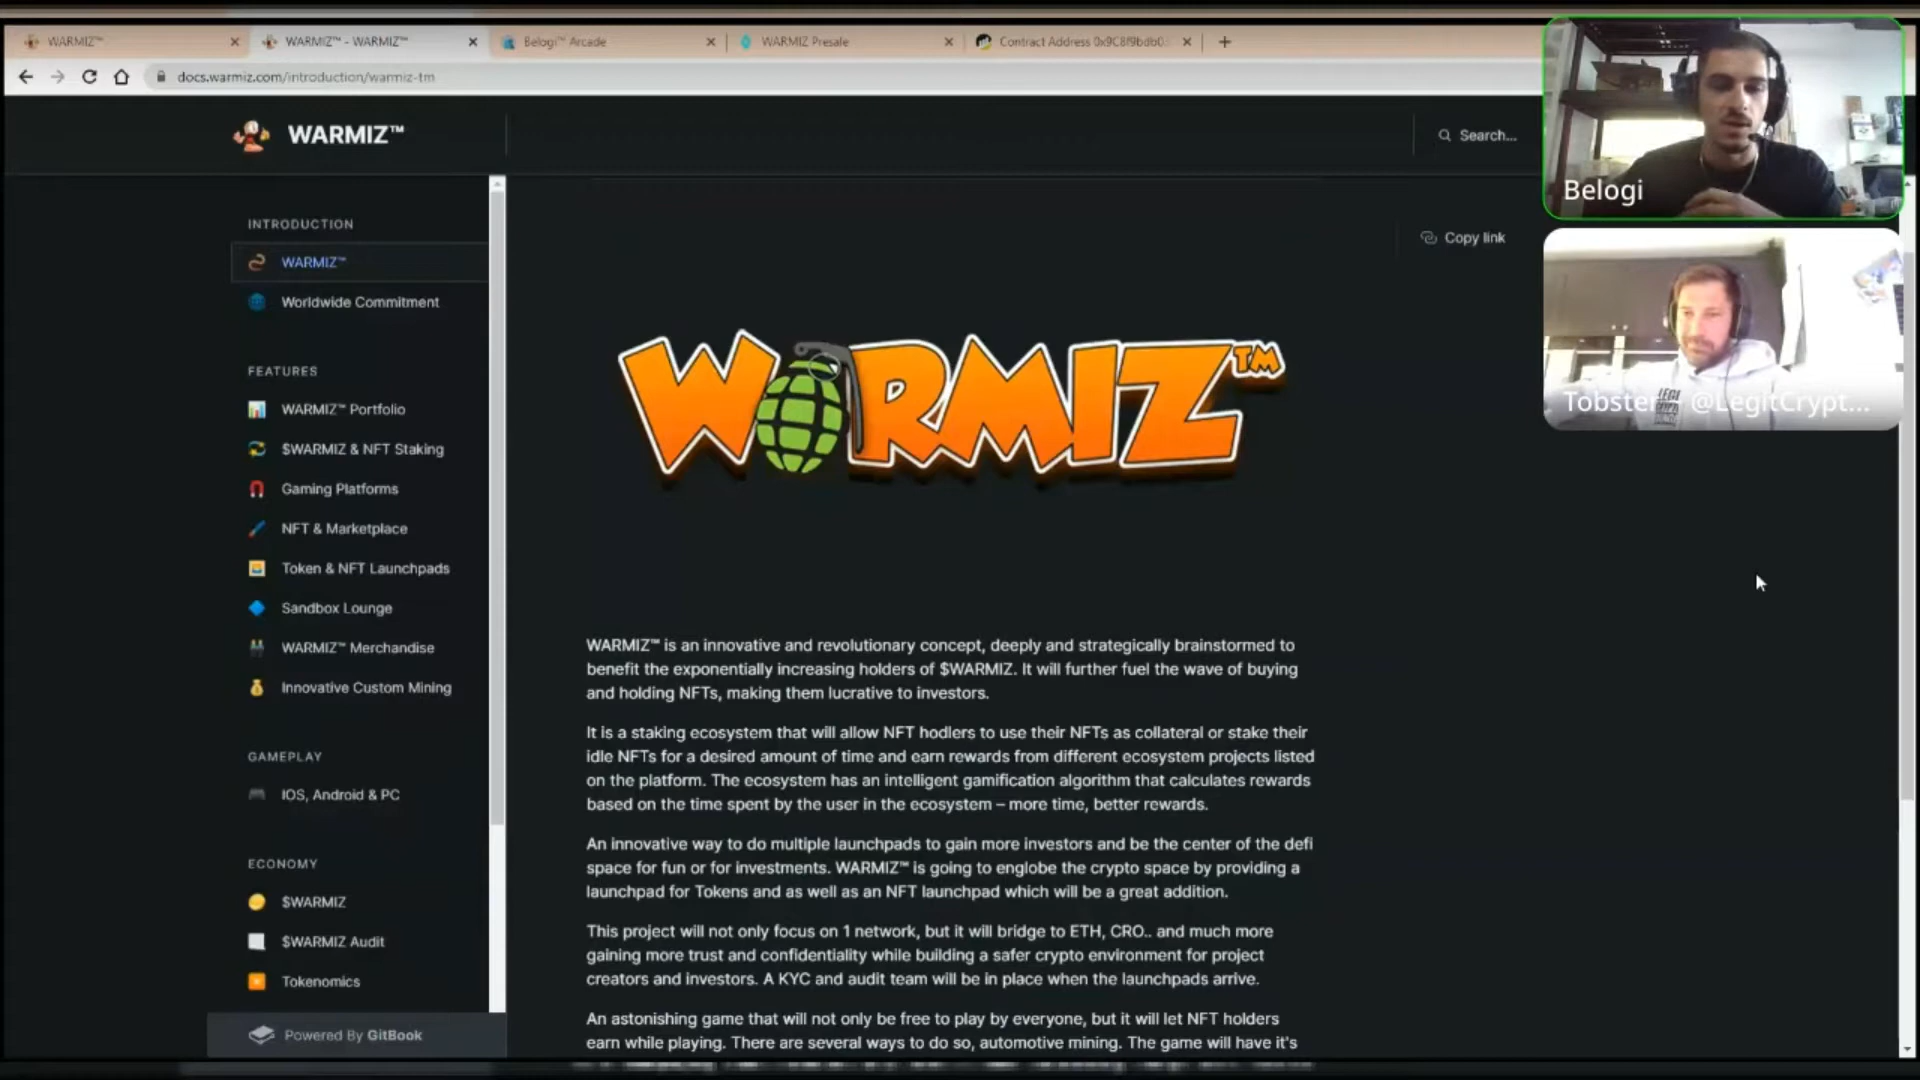 WARMIZ™
WARMIZ™ - WARMIZ™
Belogi™ Arcade
WARMIZ Presale
Contract Address
docs.warmiz.com/introduction/warmiz-tm
WARMIZ™
Search...
Belogi
Tobster
@LegitCrypt...
INTRODUCTION
WARMIZ™
Worldwide Commitment
FEATURES
WARMIZ™ Portfolio
$WARMIZ & NFT Staking
Gaming Platforms
NFT & Marketplace
Token & NFT Launchpads
Sandbox Lounge
WARMIZ™ Merchandise
Innovative Custom Mining
GAMEPLAY
IOS, Android & PC
ECONOMY
$WARMIZ
$WARMIZ Audit
Tokenomics
Powered By GitBook
Copy link
WARMIZ™
WARMIZ™ is an innovative and revolutionary concept, deeply and strategically brainstormed to
benefit the exponentially increasing holders of $WARMIZ. It will further fuel the wave of buying
and holding NFTs, making them lucrative to investors.
It is a staking ecosystem that will allow NFT hodlers to use their NFTs as collateral or stake their
idle NFTs for a desired amount of time and earn rewards from different ecosystem projects listed
on the platform. The ecosystem has an intelligent gamification algorithm that calculates rewards
based on the time spent by the user in the ecosystem – more time, better rewards.
An innovative way to do multiple launchpads to gain more investors and be the center of the defi
space for fun or for investments. WARMIZ™ is going to englobe the crypto space by providing a
launchpad for Tokens and as well as an NFT launchpad which will be a great addition.
This project will not only focus on 1 network, but it will bridge to ETH, CRO.. and much more
gaining more trust and confidentiality while building a safer crypto environment for project
creators and investors. A KYC and audit team will be in place when the launchpads arrive.
An astonishing game that will not only be free to play by everyone, but it will let NFT holders
earn while playing. There are several ways to do so, automotive mining. The game will have it's